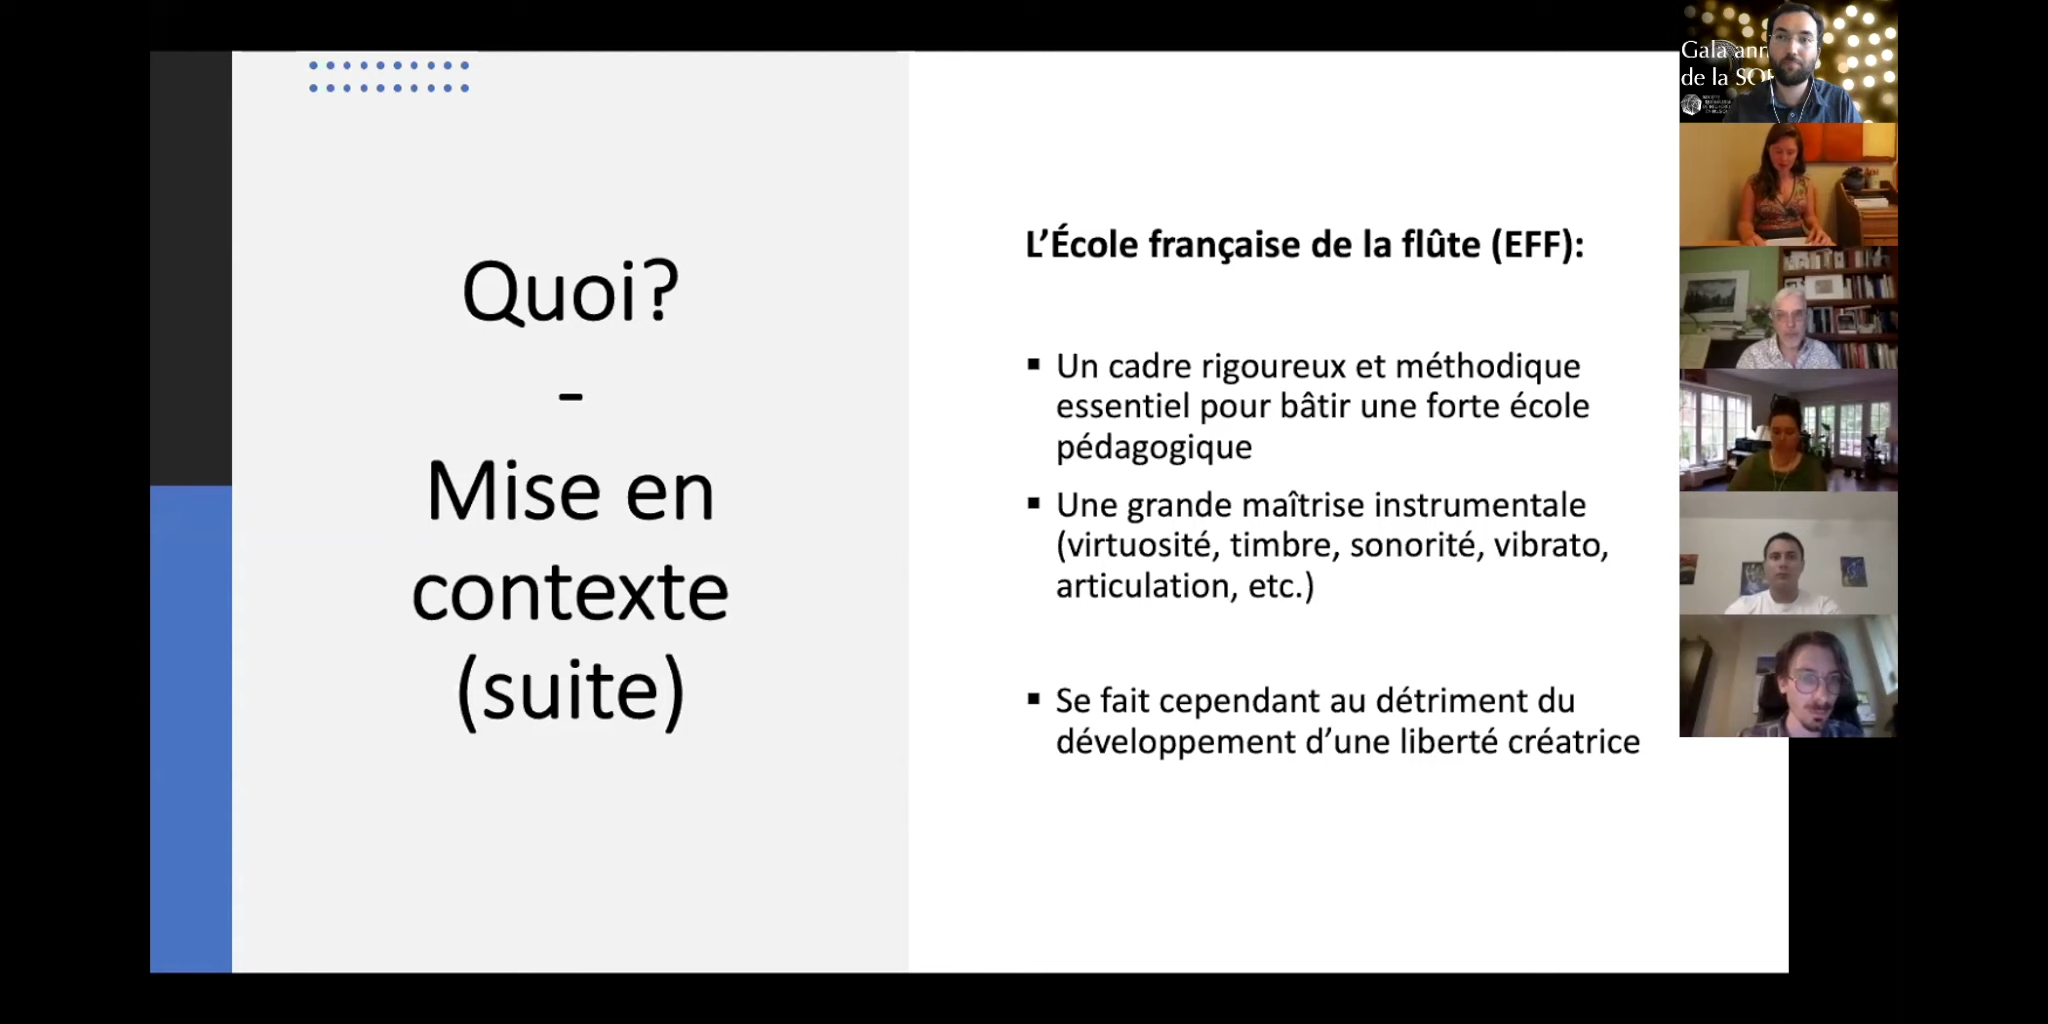 Quoi?
-
Mise en
contexte
(suite)
L’École française de la flûte (EFF):
▪ Un cadre rigoureux et méthodique
essentiel pour bâtir une forte école
pédagogique
▪ Une grande maîtrise instrumentale
(virtuosité, timbre, sonorité, vibrato,
articulation, etc.)
▪ Se fait cependant au détriment du
développement d’une liberté créatrice
Gala
de la